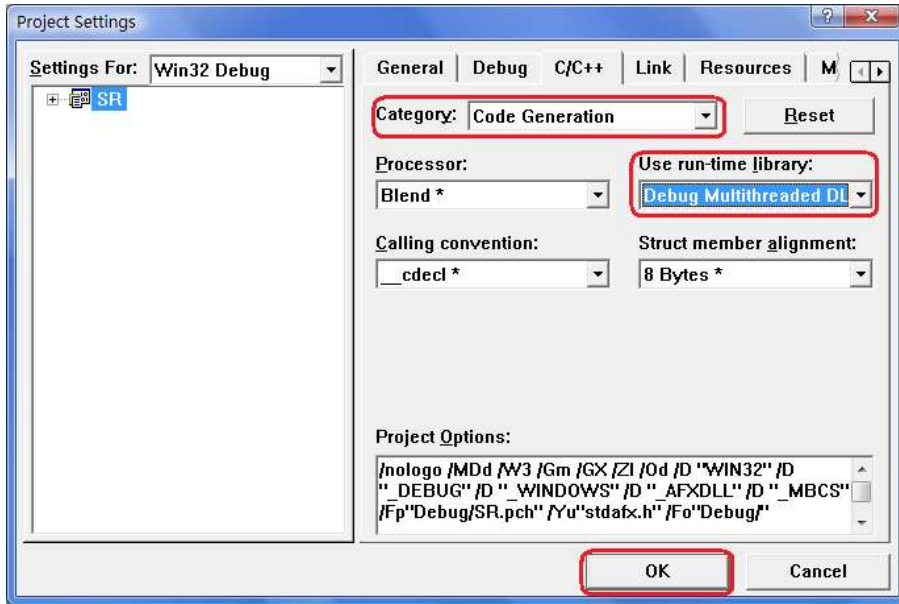 Project Settings
Settings For: Win32 Debug
SR
General Debug C/C++ Link Resources M
Category: Code Generation
Reset
Processor:
Blend *
Use run-time library:
Debug Multithreaded DL
Calling convention:
__cdecl *
Struct member alignment:
8 Bytes *
Project Options:
/nologo /MDd /W3 /Gm /GX /ZI /Od /D "WIN32" /D
"_DEBUG" /D "_WINDOWS" /D "_AFXDLL" /D "_MBCS"
/Fp"Debug/SR.pch" /Yu"stdafx.h" /Fo"Debug/"
OK
Cancel